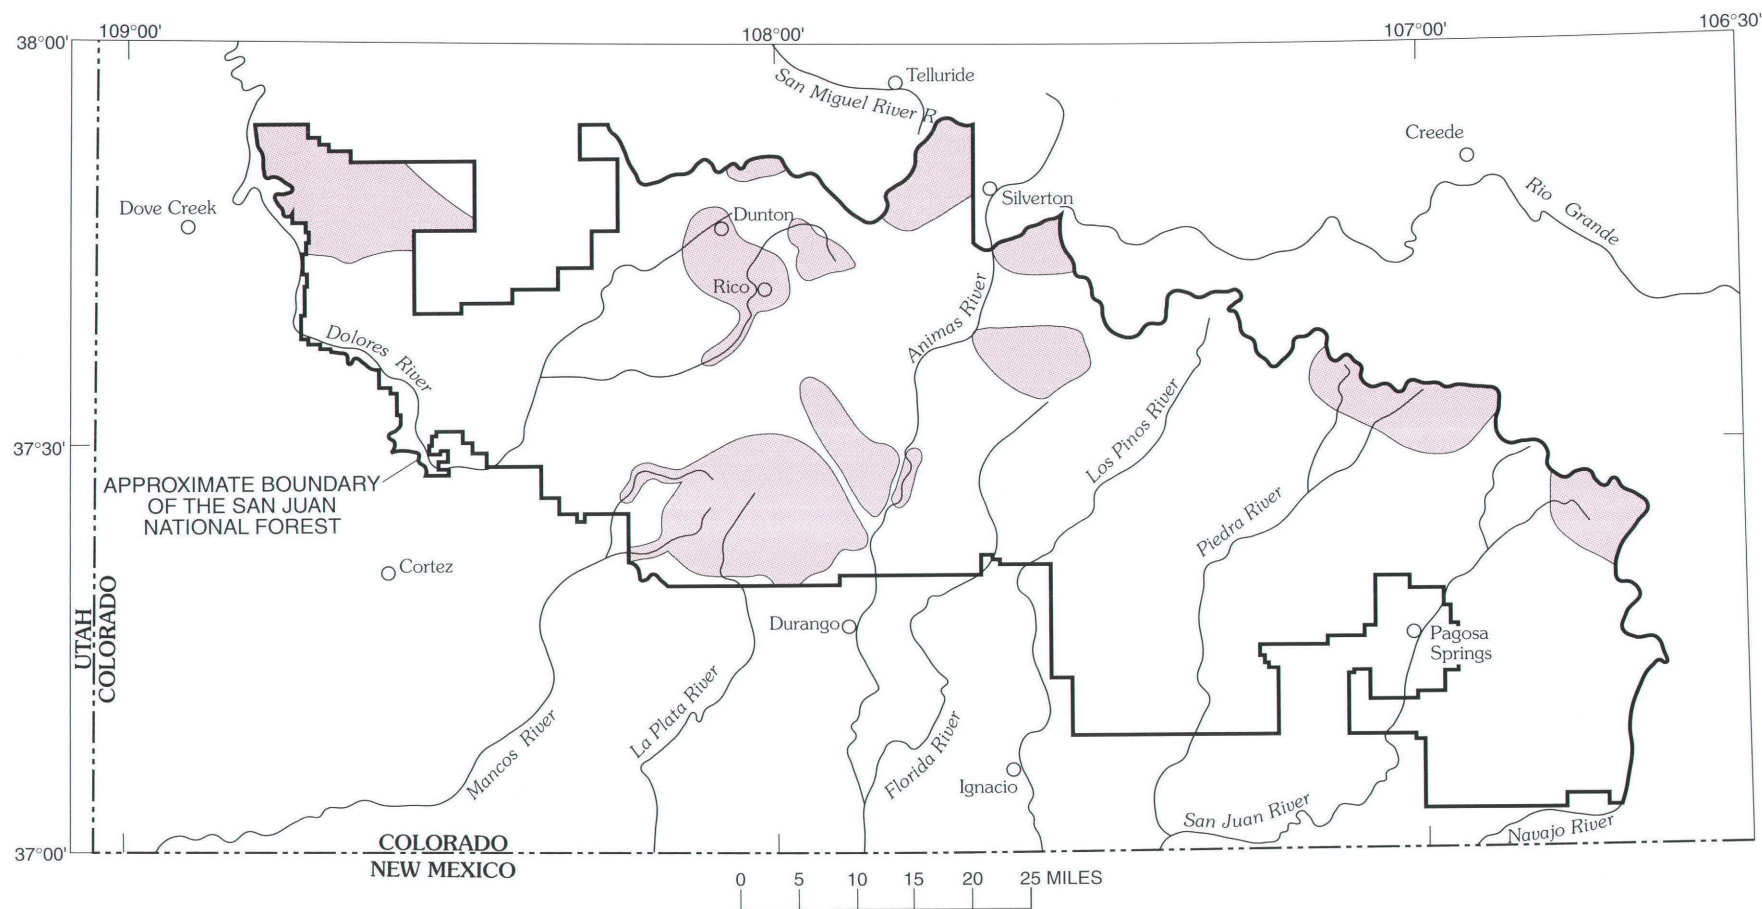 109°00'
108°00'
107°00'
106°30'
38°00'
Telluride
San Miguel River R
Creede
Rio Grande
Silverton
Dove Creek
Dunton
Rico
Animas River
Dolores River
Los Pinos River
37°30'
APPROXIMATE BOUNDARY
OF THE SAN JUAN
NATIONAL FOREST
Piedra River
Cortez
UTAH
COLORADO
Durango
Pagosa
Springs
La Plata River
Mancos River
Florida River
Ignacio
San Juan River
Navajo River
37°00'
COLORADO
NEW MEXICO
0 5 10 15 20 25 MILES